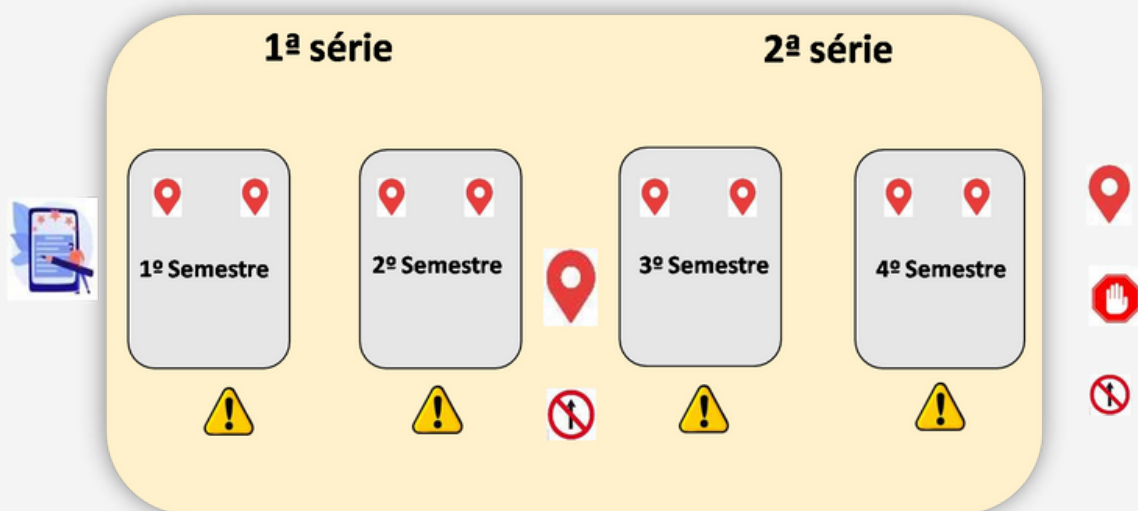 1ª série
2ª série
1º Semestre
2º Semestre
3º Semestre
4º Semestre